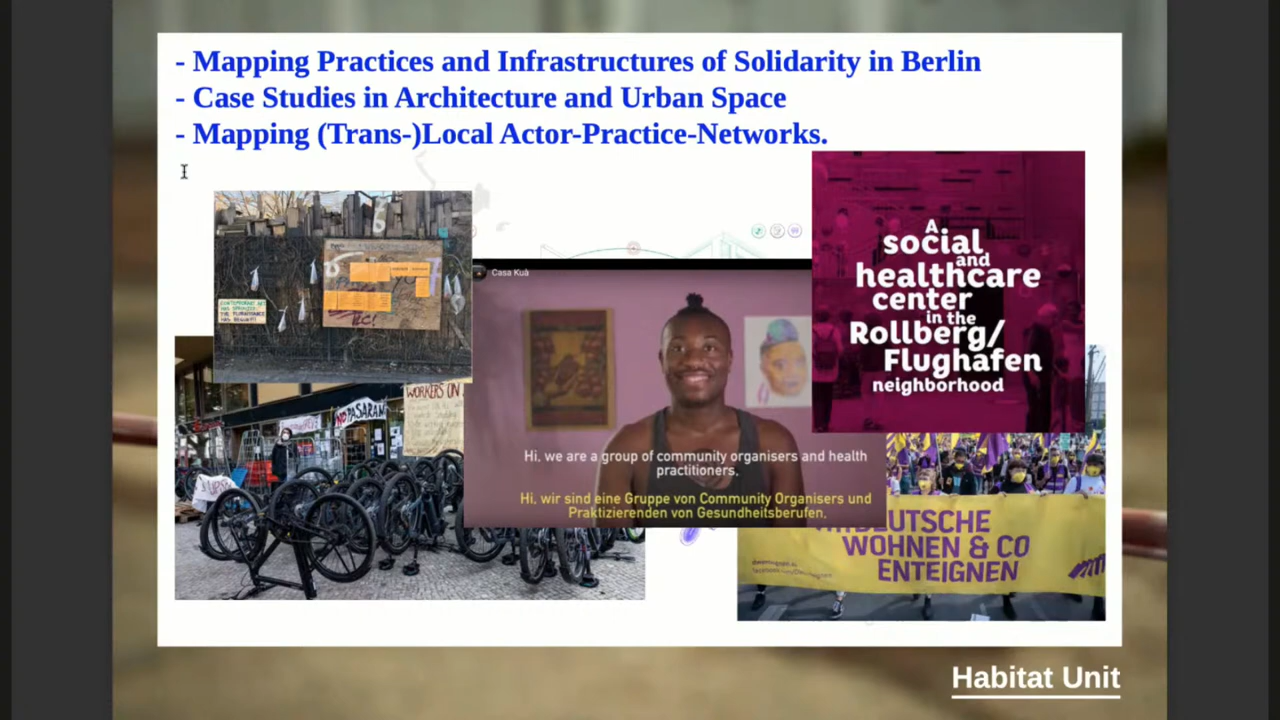 - Mapping Practices and Infrastructures of Solidarity in Berlin
- Case Studies in Architecture and Urban Space
- Mapping (Trans-)Local Actor-Practice-Networks.
Casa Kuà
A
social
and
healthcare
center
in the
Rollberg/
Flughafen
neighborhood
NO PASARAN
WORKERS ON
Hi, we are a group of community organisers and health
practitioners,
Hi, wir sind eine Gruppe von Community Organisers und
Praktizierenden von Gesundheitsberufen,
DEUTSCHE
WOHNEN & CO
ENTEIGNEN
Habitat Unit